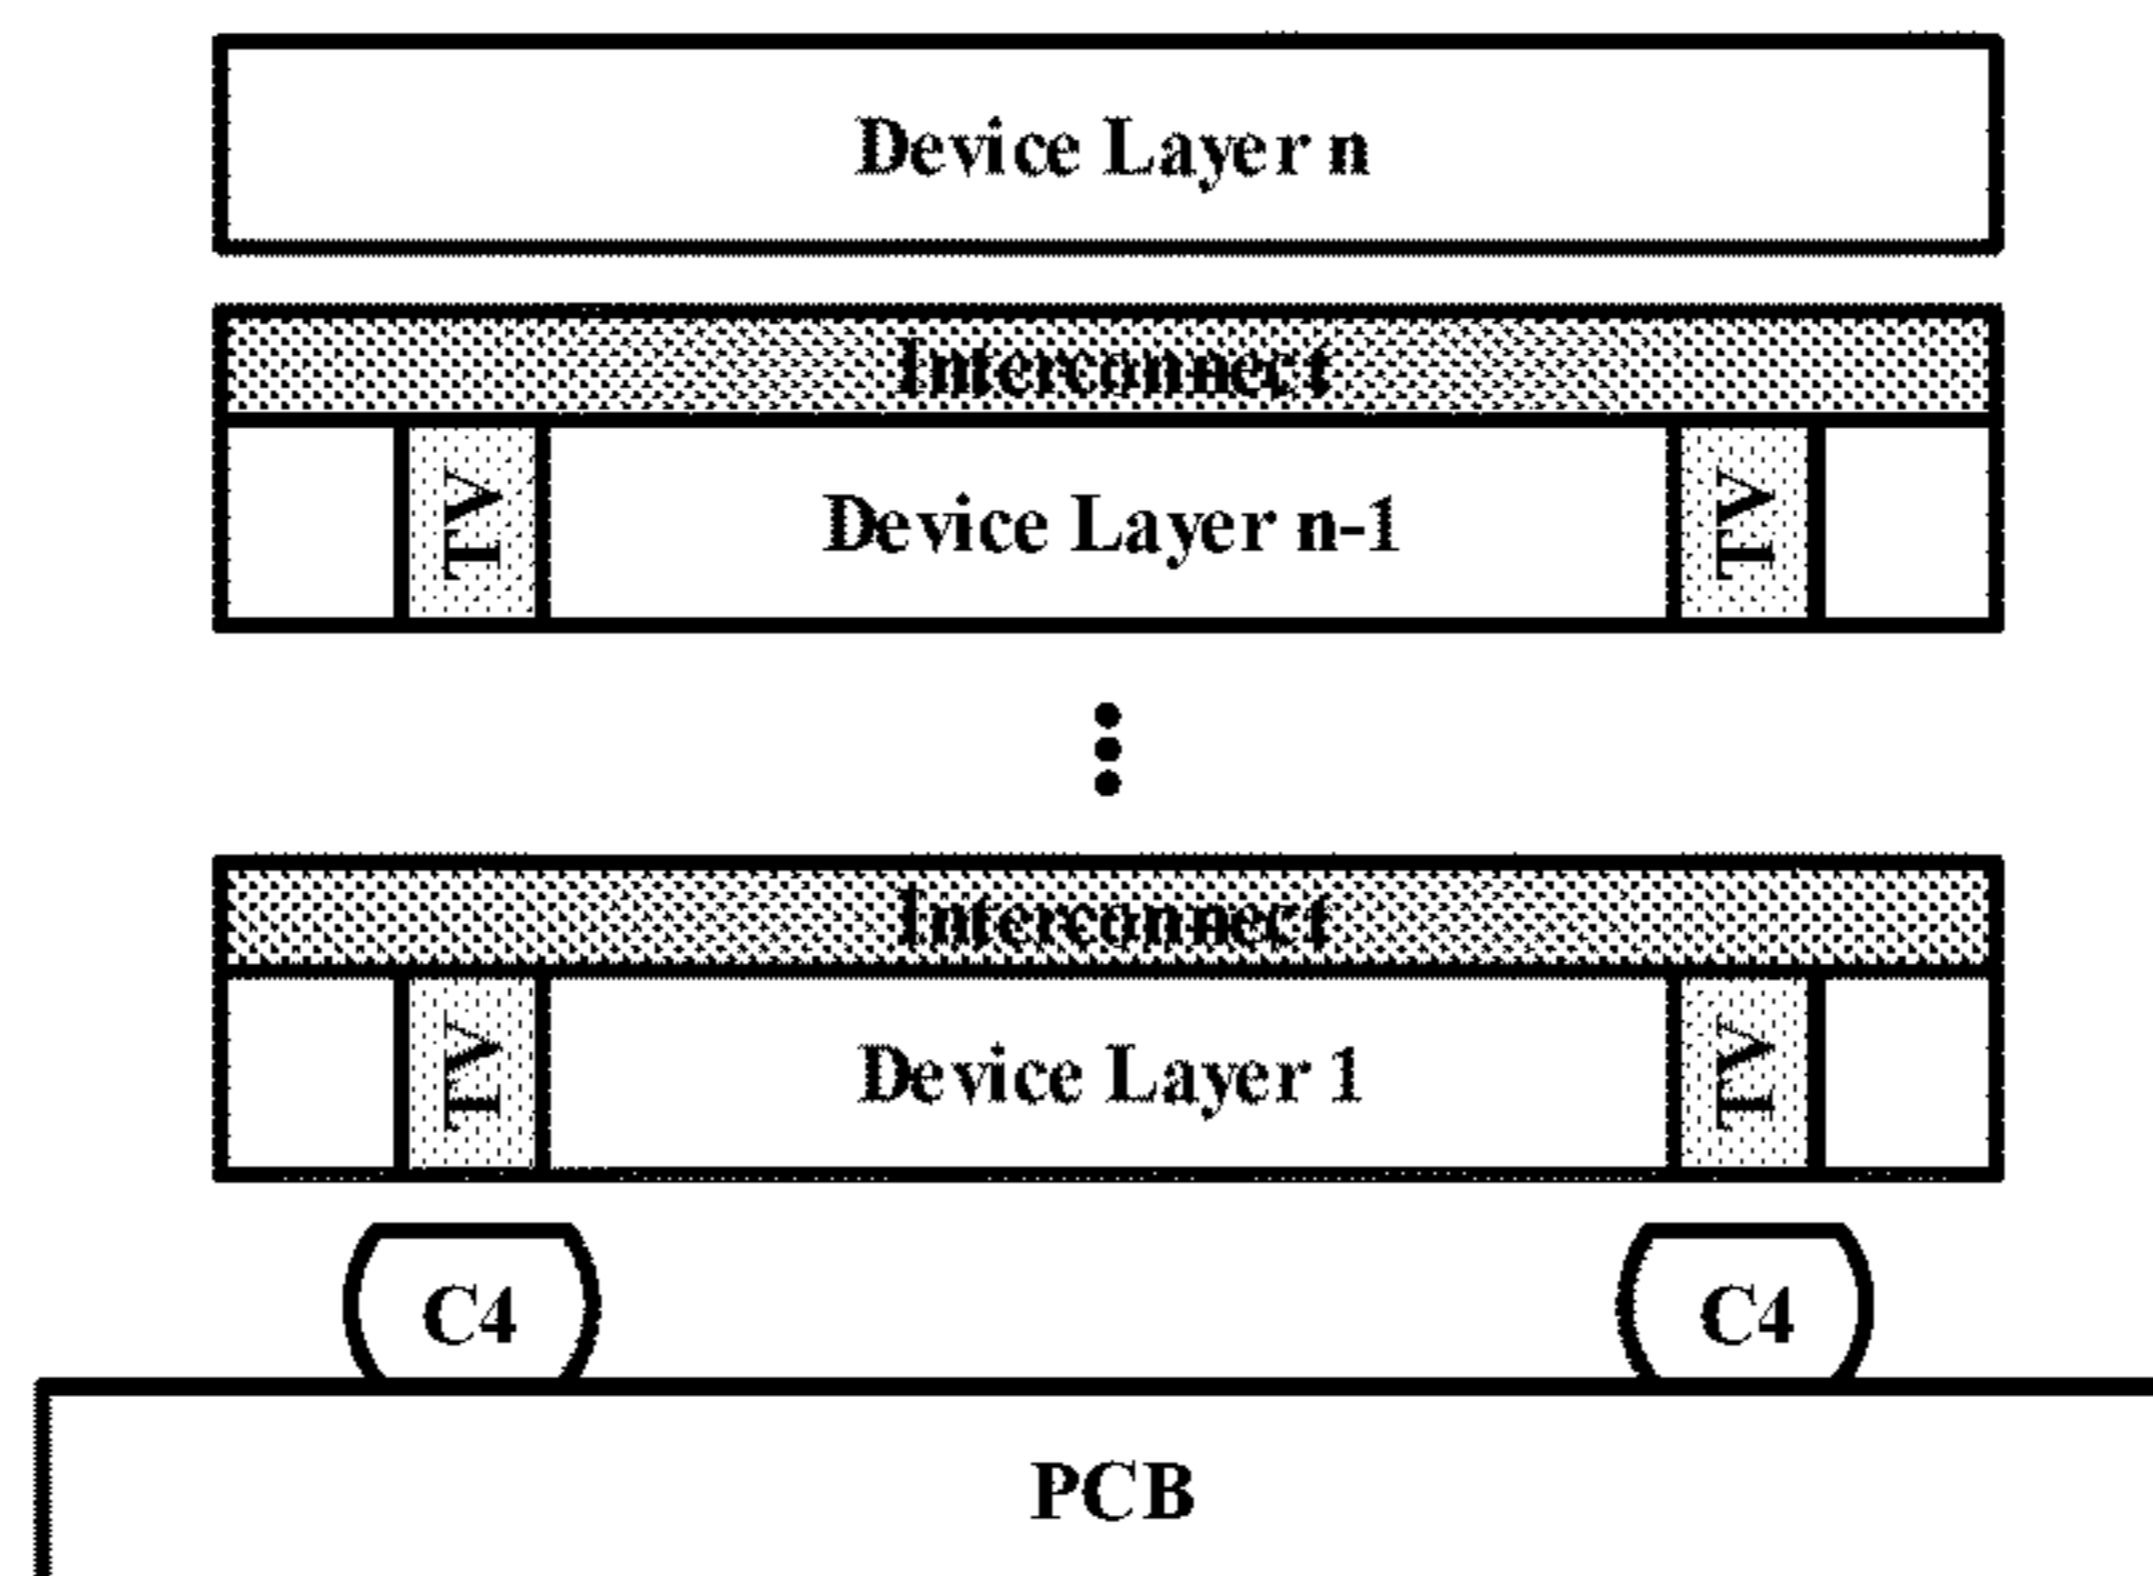 Device Layer n
Interconnect
TV
Device Layer n-1
TV
Interconnect
TV
Device Layer 1
TV
C4
C4
PCB